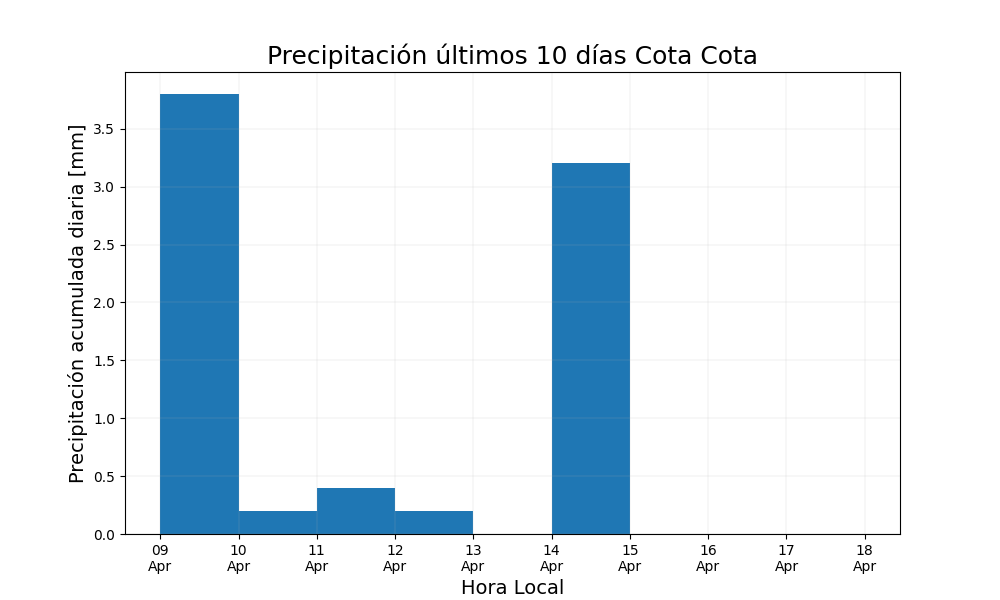 Precipitación últimos 10 días Cota Cota
Precipitación acumulada diaria [mm]
3.5
3.0
2.5
2.0
1.5
1.0
0.5
0.0
09 10 11 12 13 14 15 16 17 18
Apr Apr Apr Apr Apr Apr Apr Apr Apr Apr
Hora Local